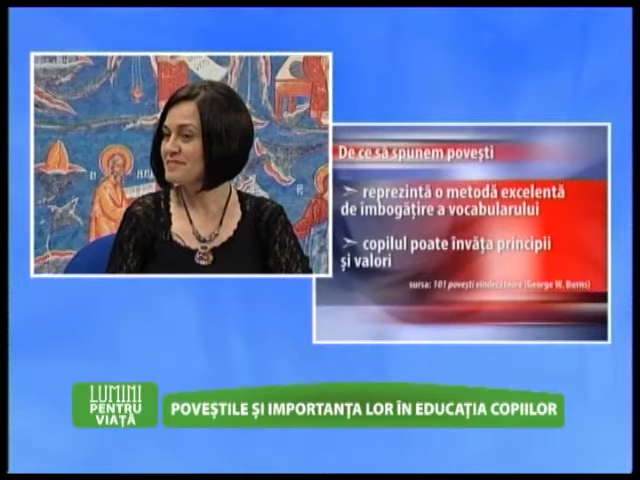 De ce să spunem povești
➢ reprezintă o metodă excelentă
de imbogățire a vocabularului
➢ copilul poate învăța principii
și valori
sursa: 101 povești vindecătoare (George W. Burns)
LUMINI
PENTRU
VIAȚĂ
POVEȘTILE ȘI IMPORTANȚA LOR ÎN EDUCAȚIA COPIILOR